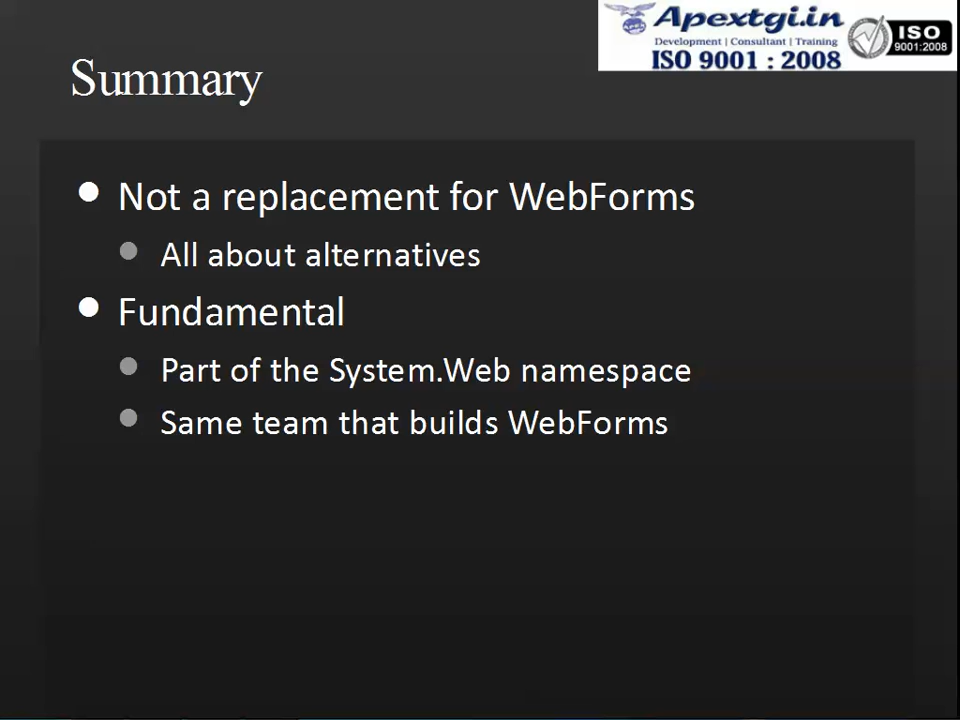 Apextgi.in
Development | Consultant | Training
ISO 9001 : 2008
ISO
9001:2008
Summary
Not a replacement for WebForms
All about alternatives
Fundamental
Part of the System.Web namespace
Same team that builds WebForms